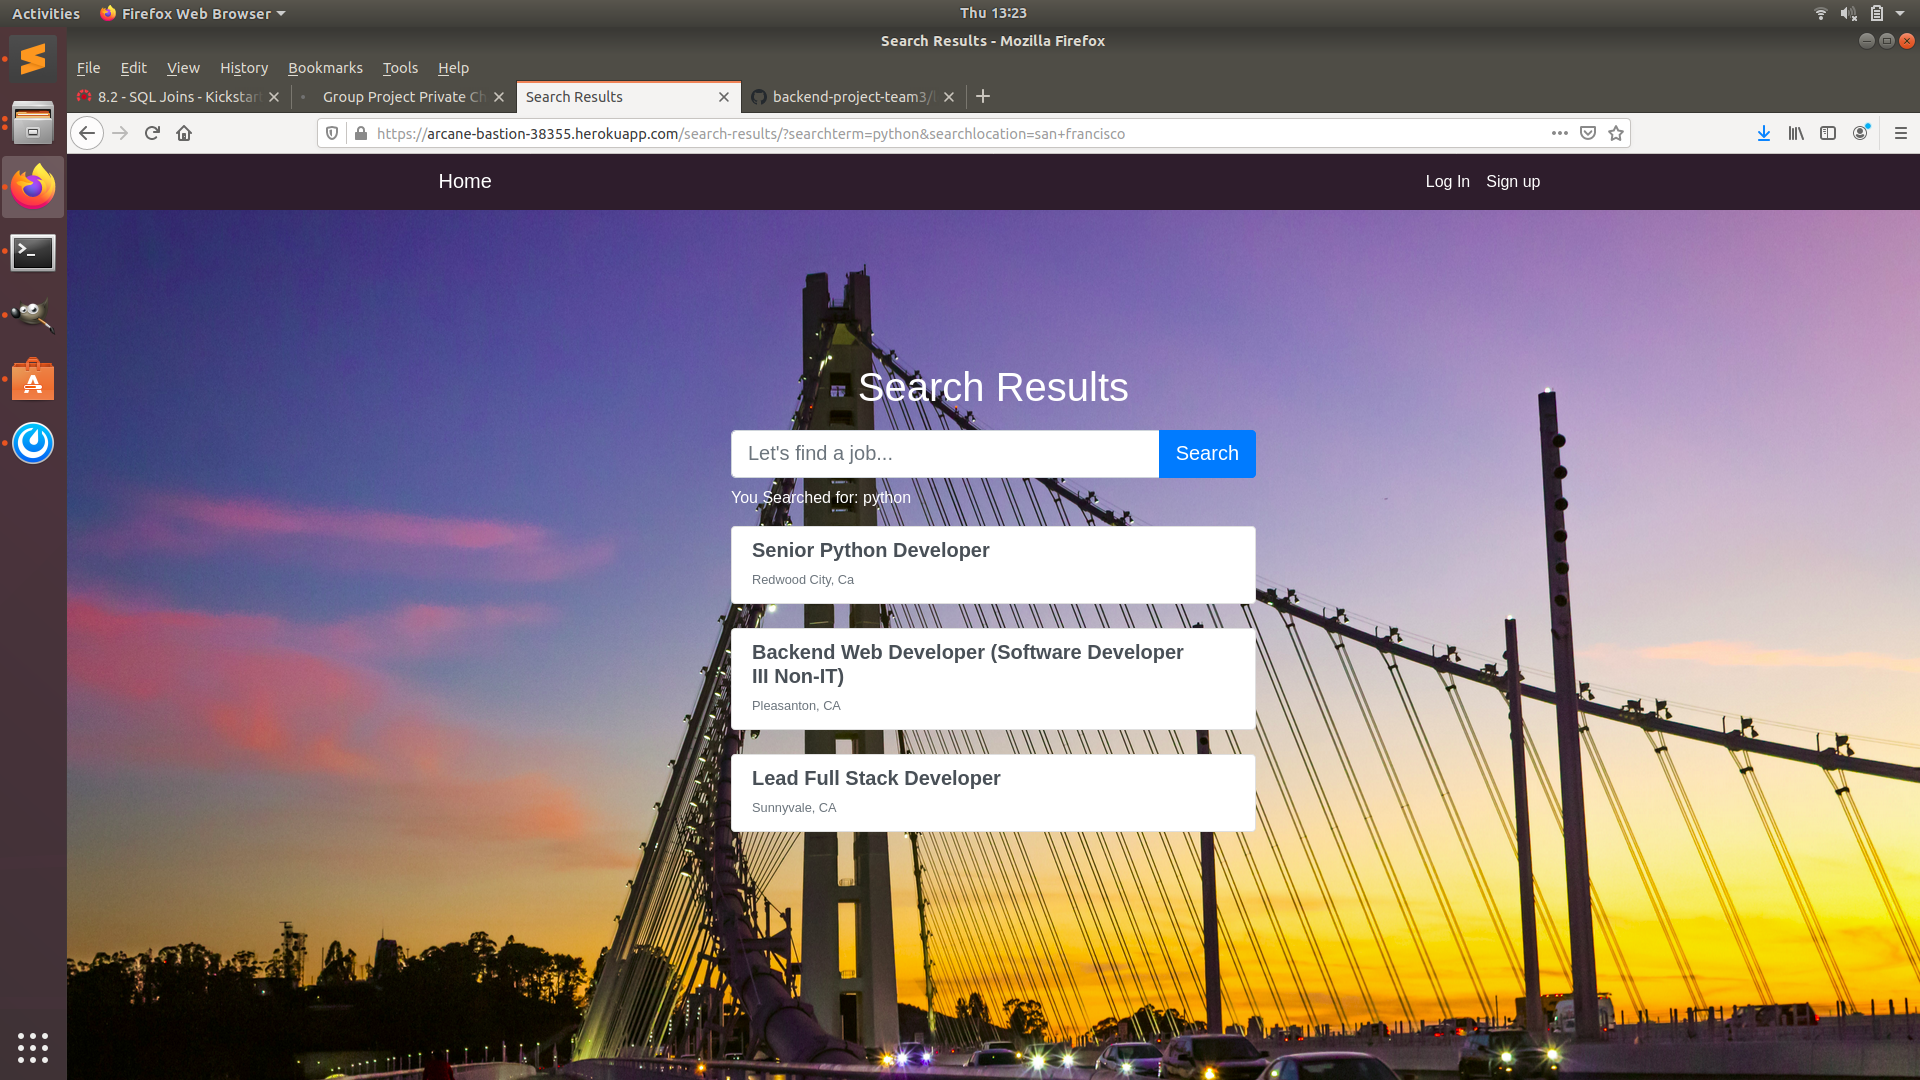 Activities
Firefox Web Browser
Thu 13:23
Search Results - Mozilla Firefox
File Edit View History Bookmarks Tools Help
8.2 - SQL Joins - Kickstart
Group Project Private Ch
Search Results
backend-project-team3/
https://arcane-bastion-38355.herokuapp.com/search-results/?searchterm=python&searchlocation=san+francisco
Home
Log In
Sign up
Search Results
Let's find a job...
Search
You Searched for: python
Senior Python Developer
Redwood City, Ca
Backend Web Developer (Software Developer
III Non-IT)
Pleasanton, CA
Lead Full Stack Developer
Sunnyvale, CA